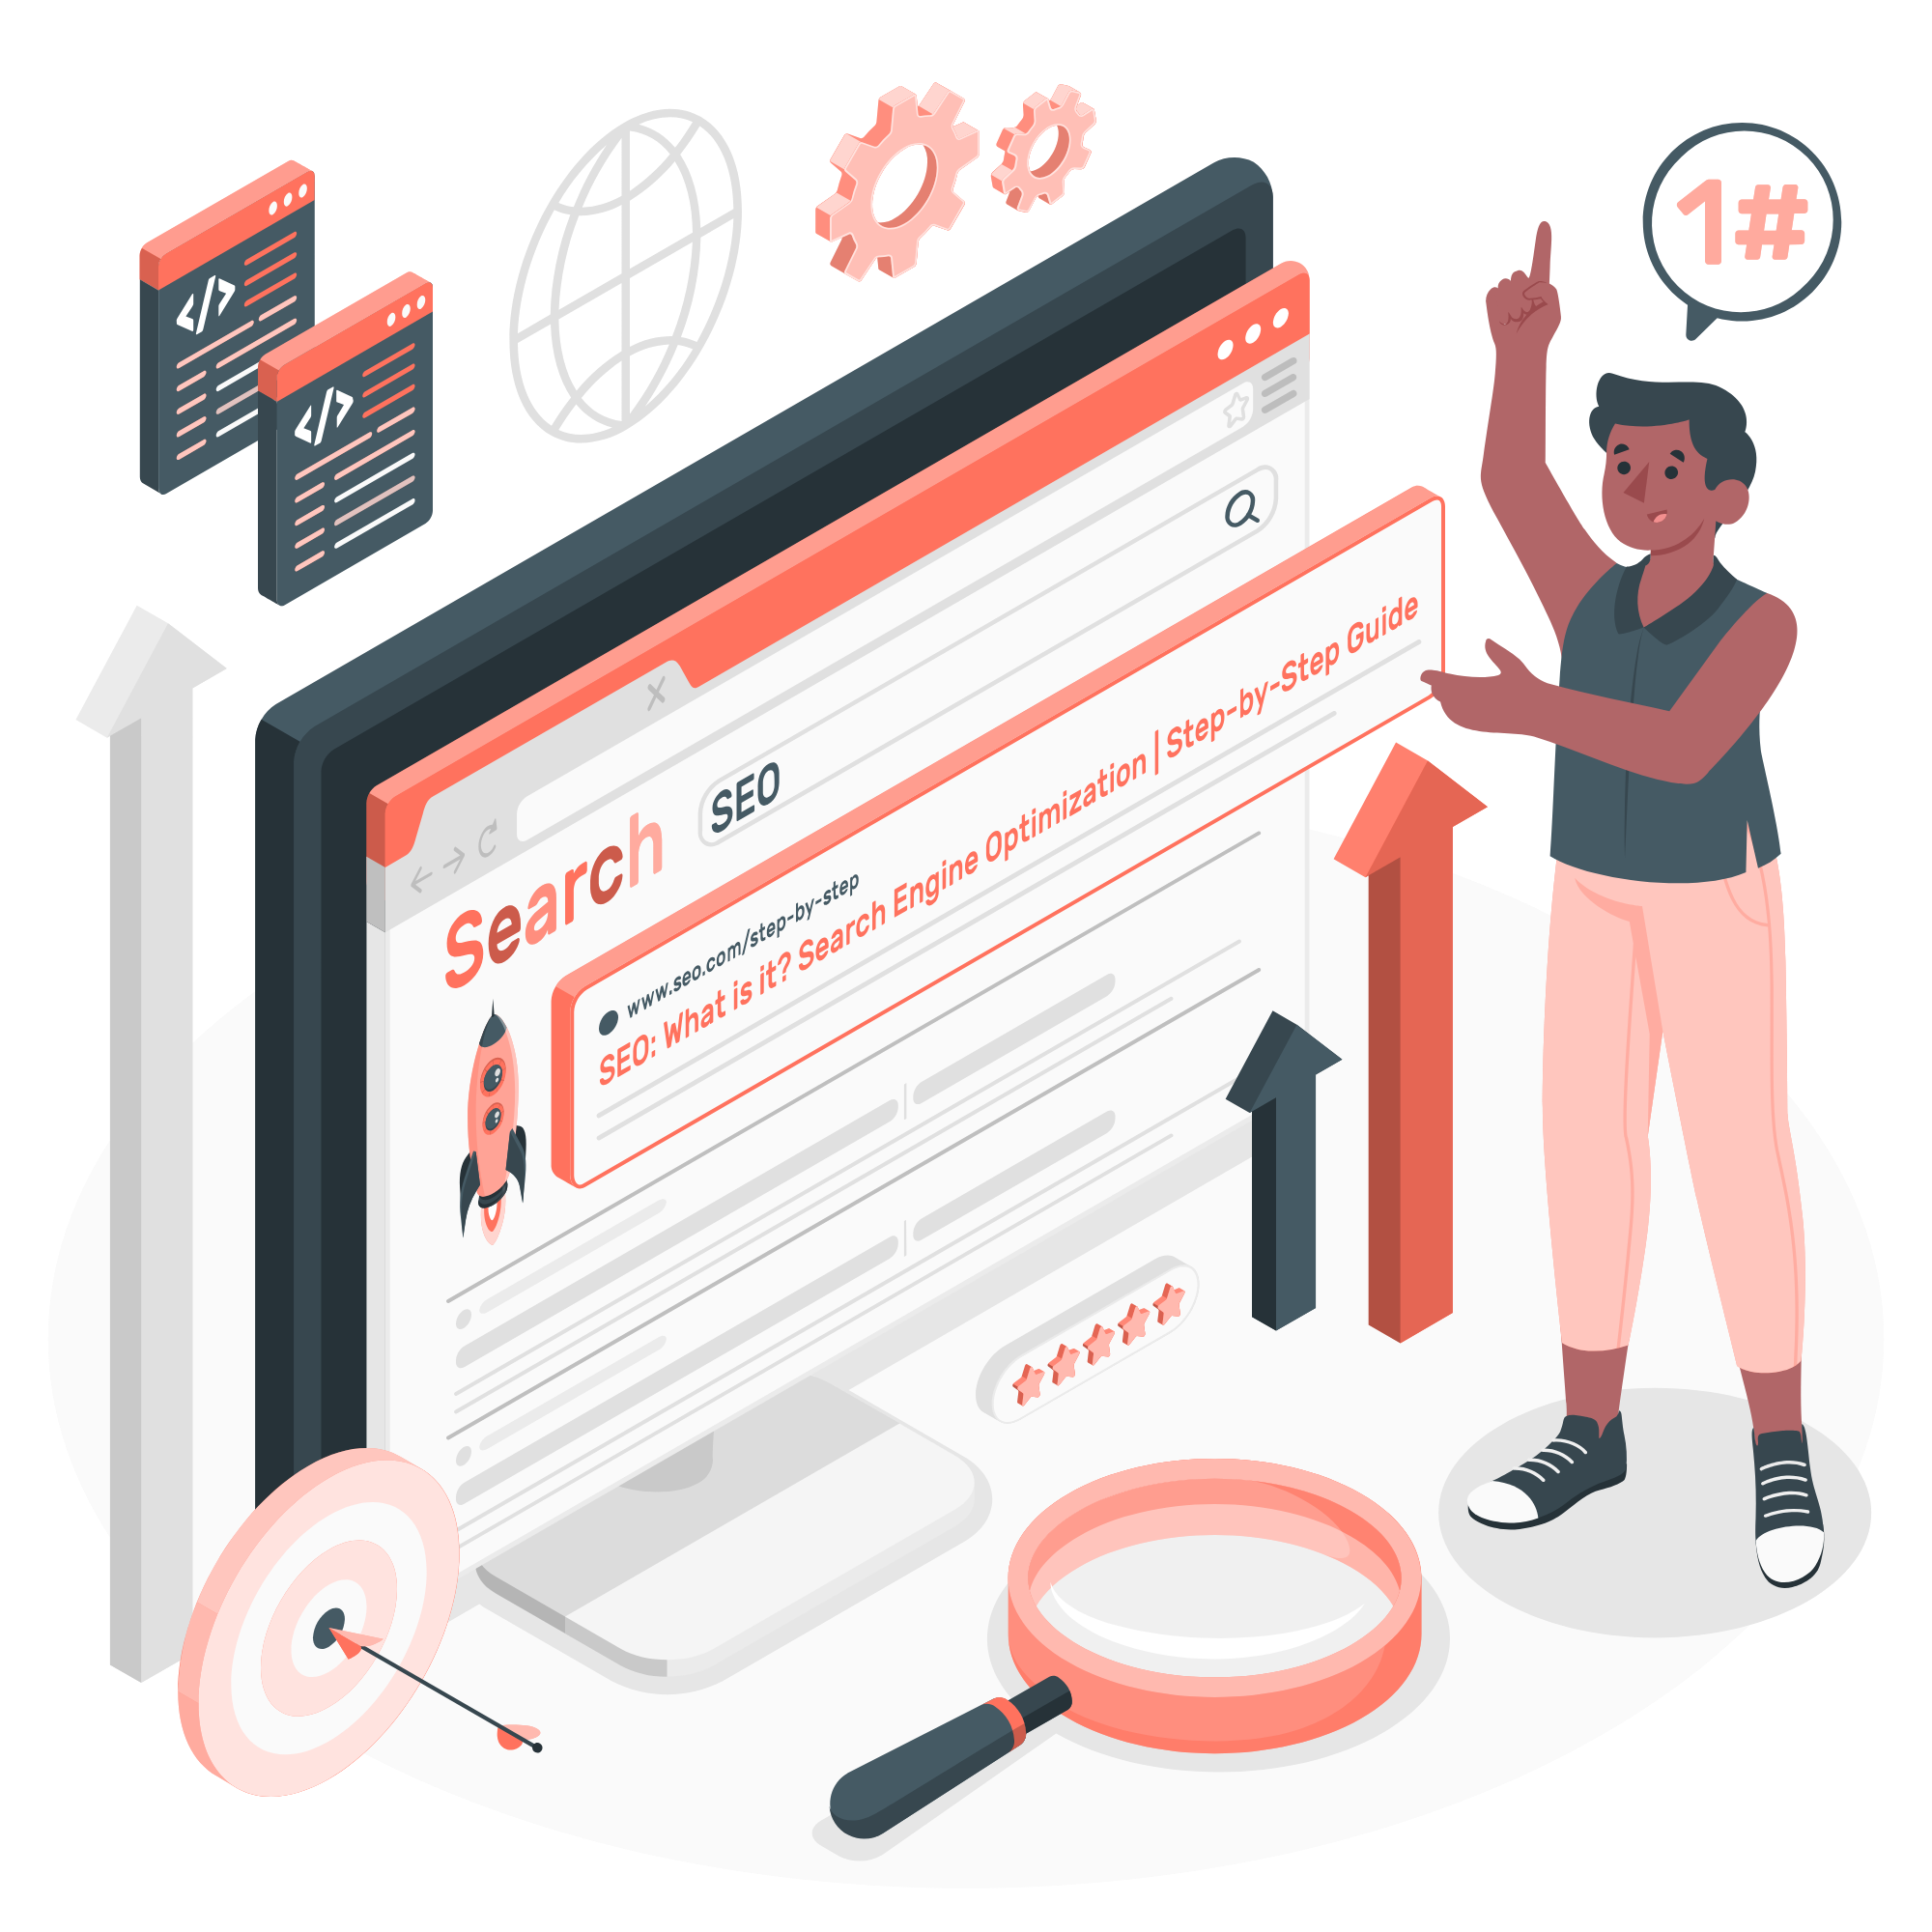 </>
</>
1#
Search
SEO
www.seo.com/step-by-step
SEO: What is it? Search Engine Optimization | Step-by-Step Guide